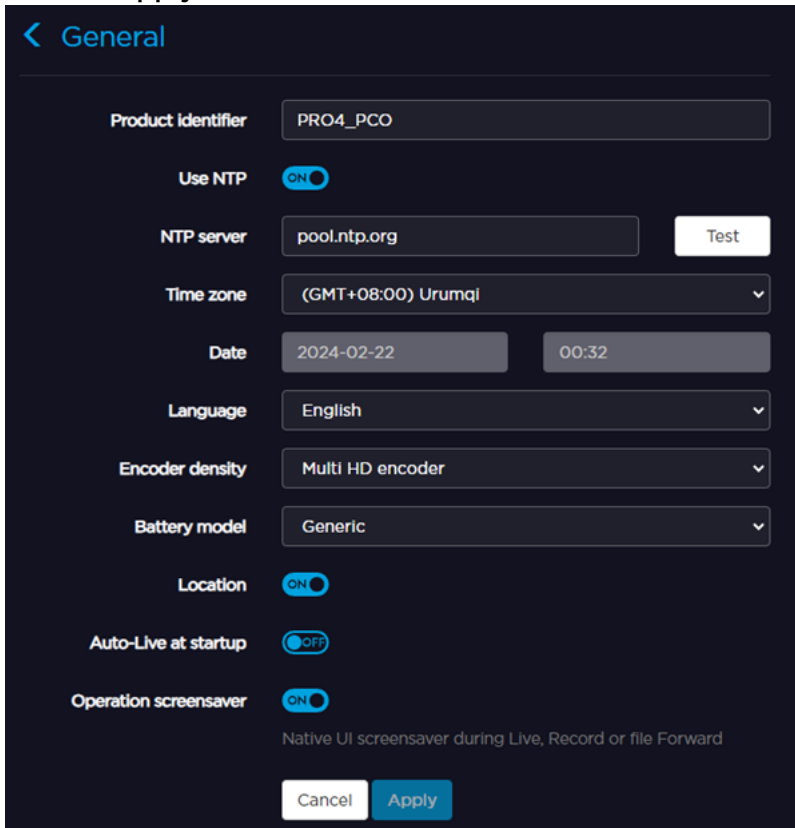 General
Product identifier PRO4_PCO
Use NTP ON
NTP server pool.ntp.org Test
Time zone (GMT+08:00) Urumqi
Date 2024-02-22 00:32
Language English
Encoder density Multi HD encoder
Battery model Generic
Location ON
Auto-Live at startup OFF
Operation screensaver ON
Native UI screensaver during Live, Record or file Forward
Cancel Apply